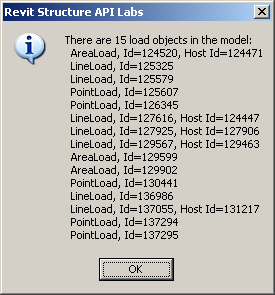 Revit Structure API Labs
There are 15 load objects in the model:
AreaLoad, Id=124520, Host Id=124471
LineLoad, Id=125325
LineLoad, Id=125579
PointLoad, Id=125607
PointLoad, Id=126345
LineLoad, Id=127616, Host Id=124447
LineLoad, Id=127925, Host Id=127906
LineLoad, Id=129567, Host Id=129463
AreaLoad, Id=129599
AreaLoad, Id=129902
PointLoad, Id=130441
LineLoad, Id=136986
LineLoad, Id=137055, Host Id=131217
PointLoad, Id=137294
PointLoad, Id=137295
OK